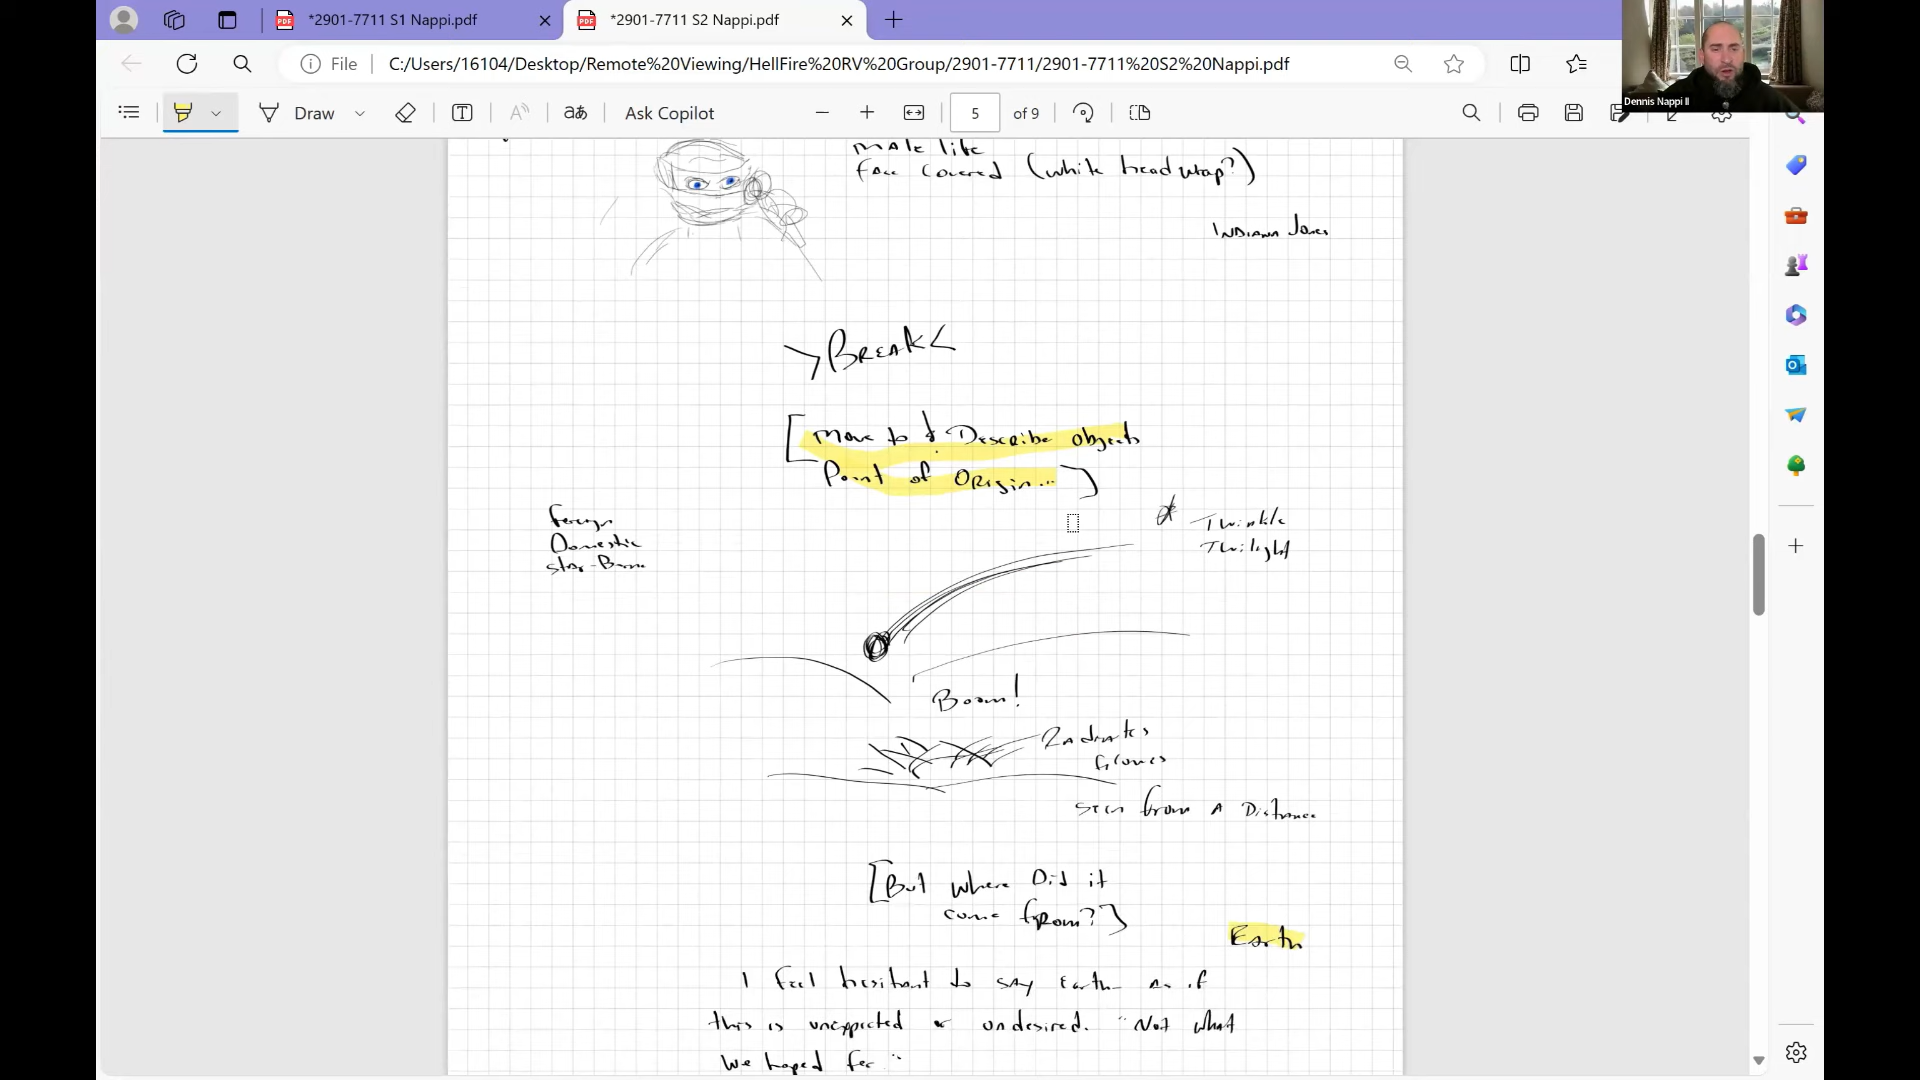 *2901-7711 S1 Nappi.pdf
*2901-7711 S2 Nappi.pdf
File
C:/Users/16104/Desktop/Remote%20Viewing/HellFire%20RV%20Group/2901-7711/2901-7711%20S2%20Nappi.pdf
Dennis Nappi II
Draw
Ask Copilot
5 of 9
male like
face covered (white head wrap?)
INDIANA Jones
>BREAK<
[Move to & Describe objects
Point of Origin...]
foreign
Domestic
Star-Borne
Twinkle
Twilight
Boom!
Radiates
Glows
seen from A Distance
[But where Did it
come from?]
Earth
I feel hesitant to say Earth as if
this is unexpected or undesired. "Not what
we hoped for"